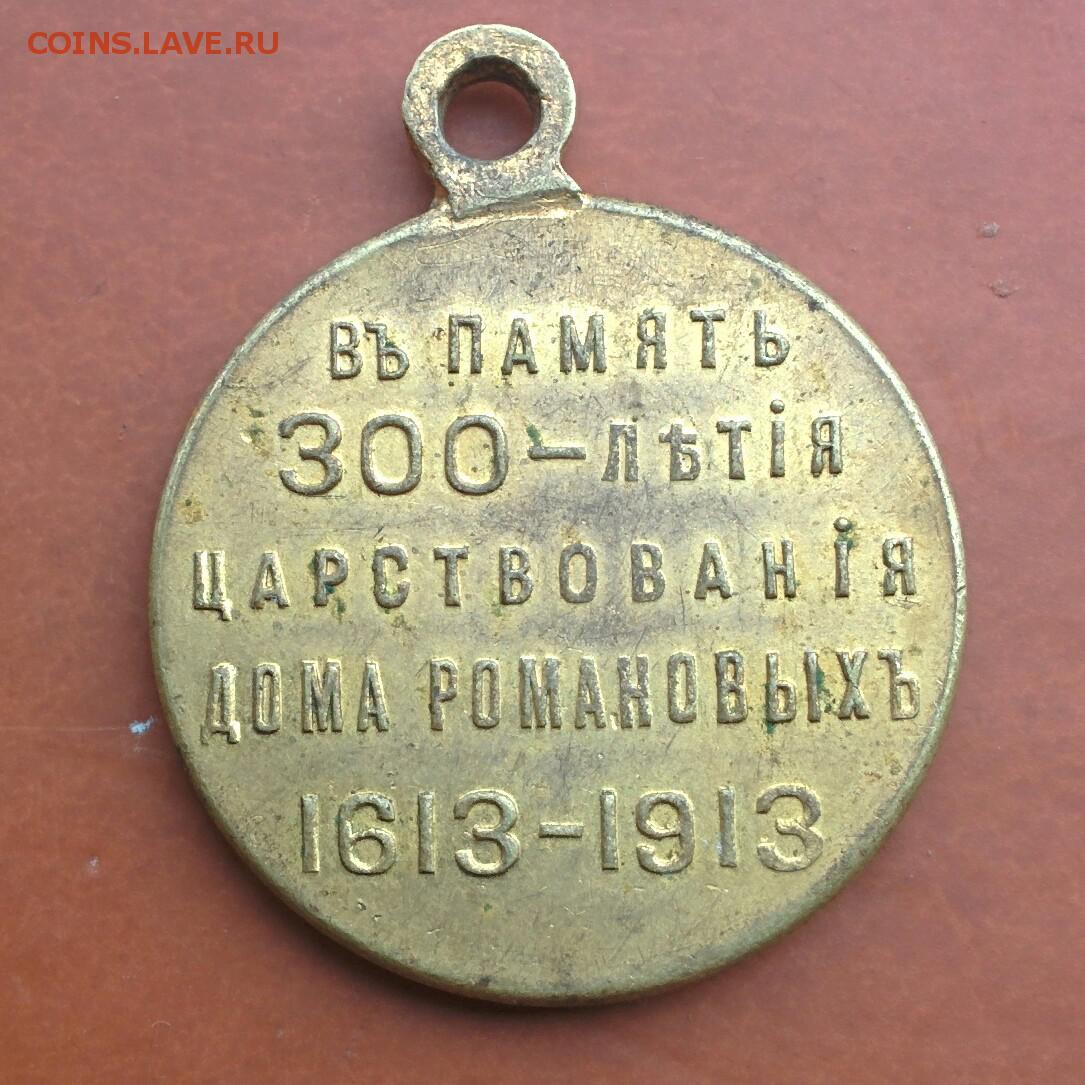 COINS.LAVE.RU
ВЪ ПАМЯТЬ
300-ЛѢТІЯ
ЦАРСТВОВАНІЯ
ДОМА РОМАНОВЫХЪ
1613-1913